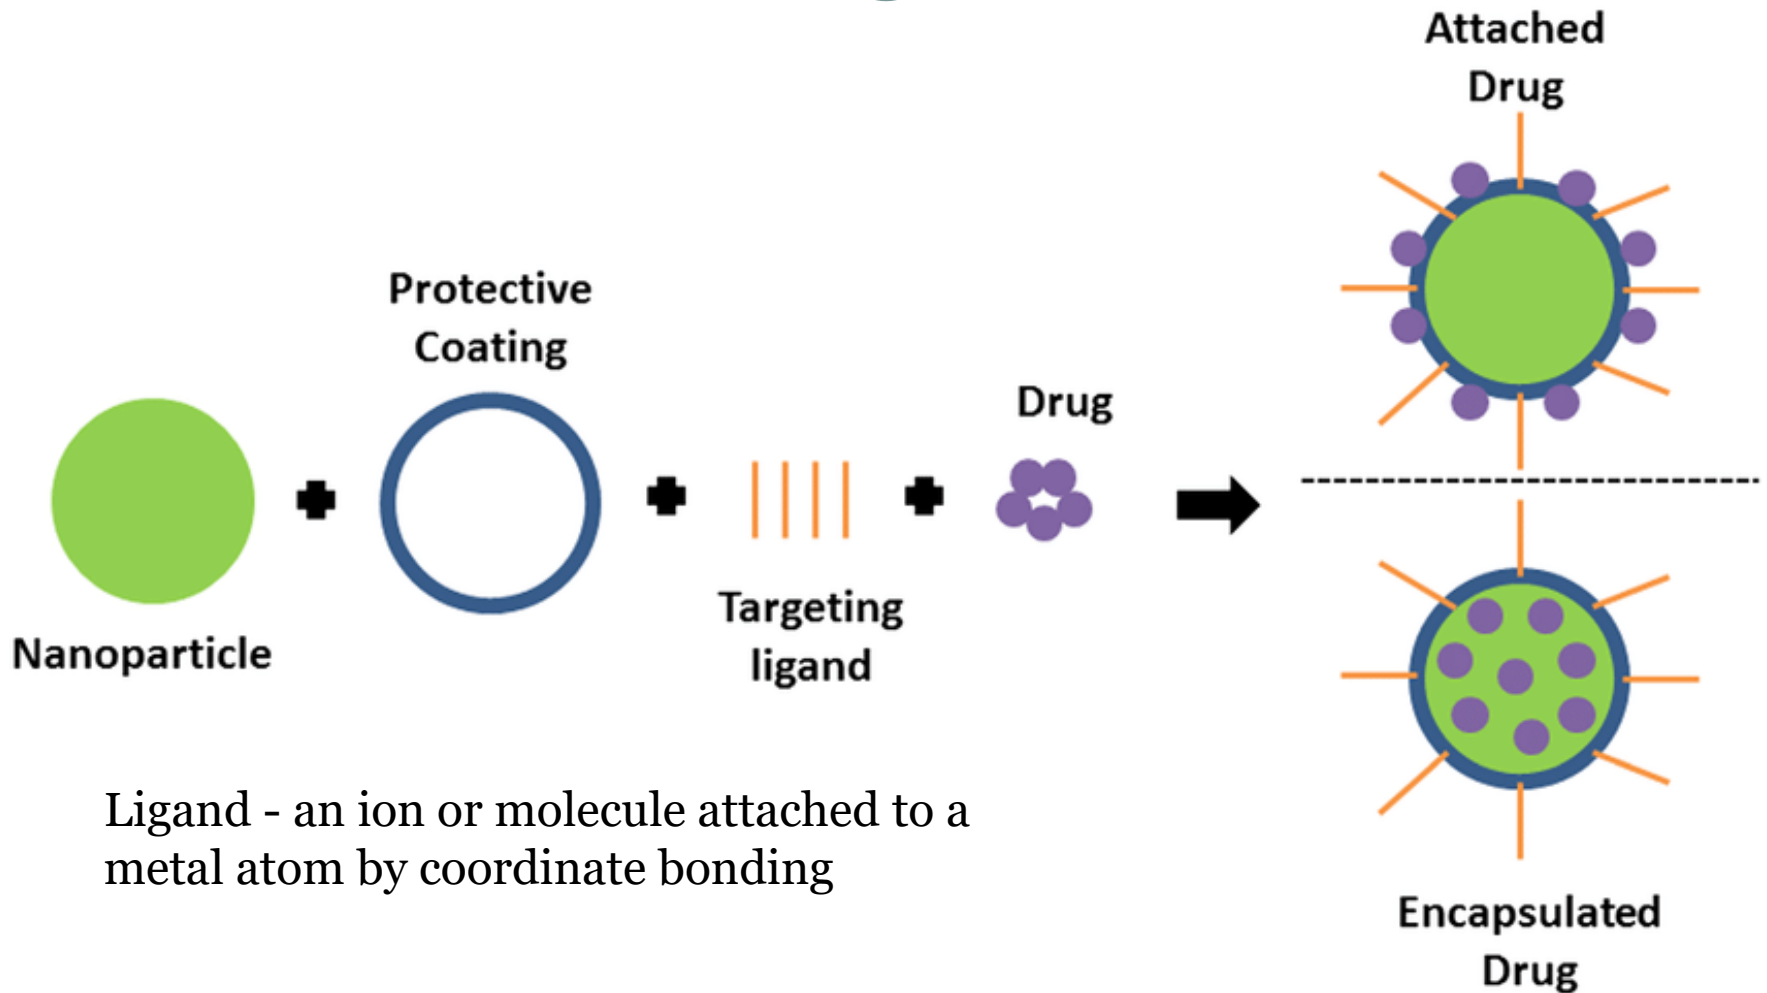 Attached
Drug
Protective
Coating
Drug
Nanoparticle
Targeting
ligand
Ligand - an ion or molecule attached to a
metal atom by coordinate bonding
Encapsulated
Drug